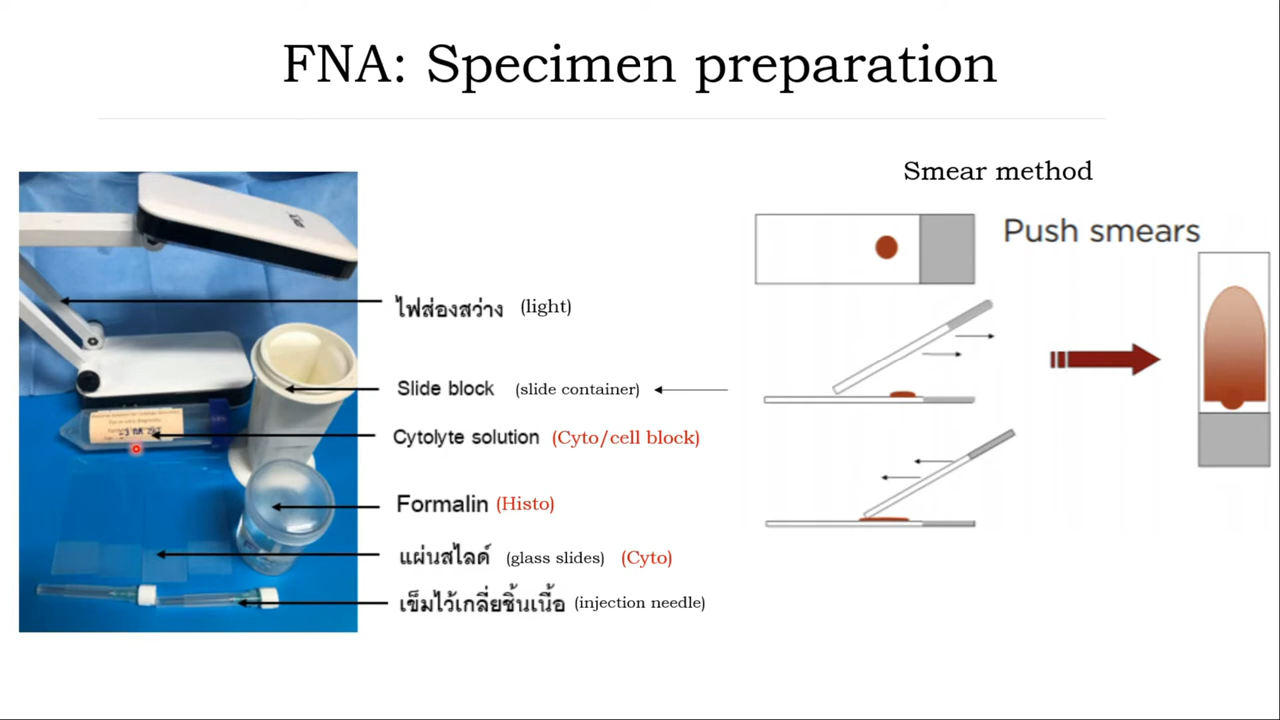 FNA: Specimen preparation
Smear method
Push smears
ไฟส่องสว่าง (light)
Slide block (slide container)
Cytolyte solution (Cyto/cell block)
Formalin (Histo)
แผ่นสไลด์ (glass slides) (Cyto)
เข็มไว้เกลี่ยชิ้นเนื้อ (injection needle)